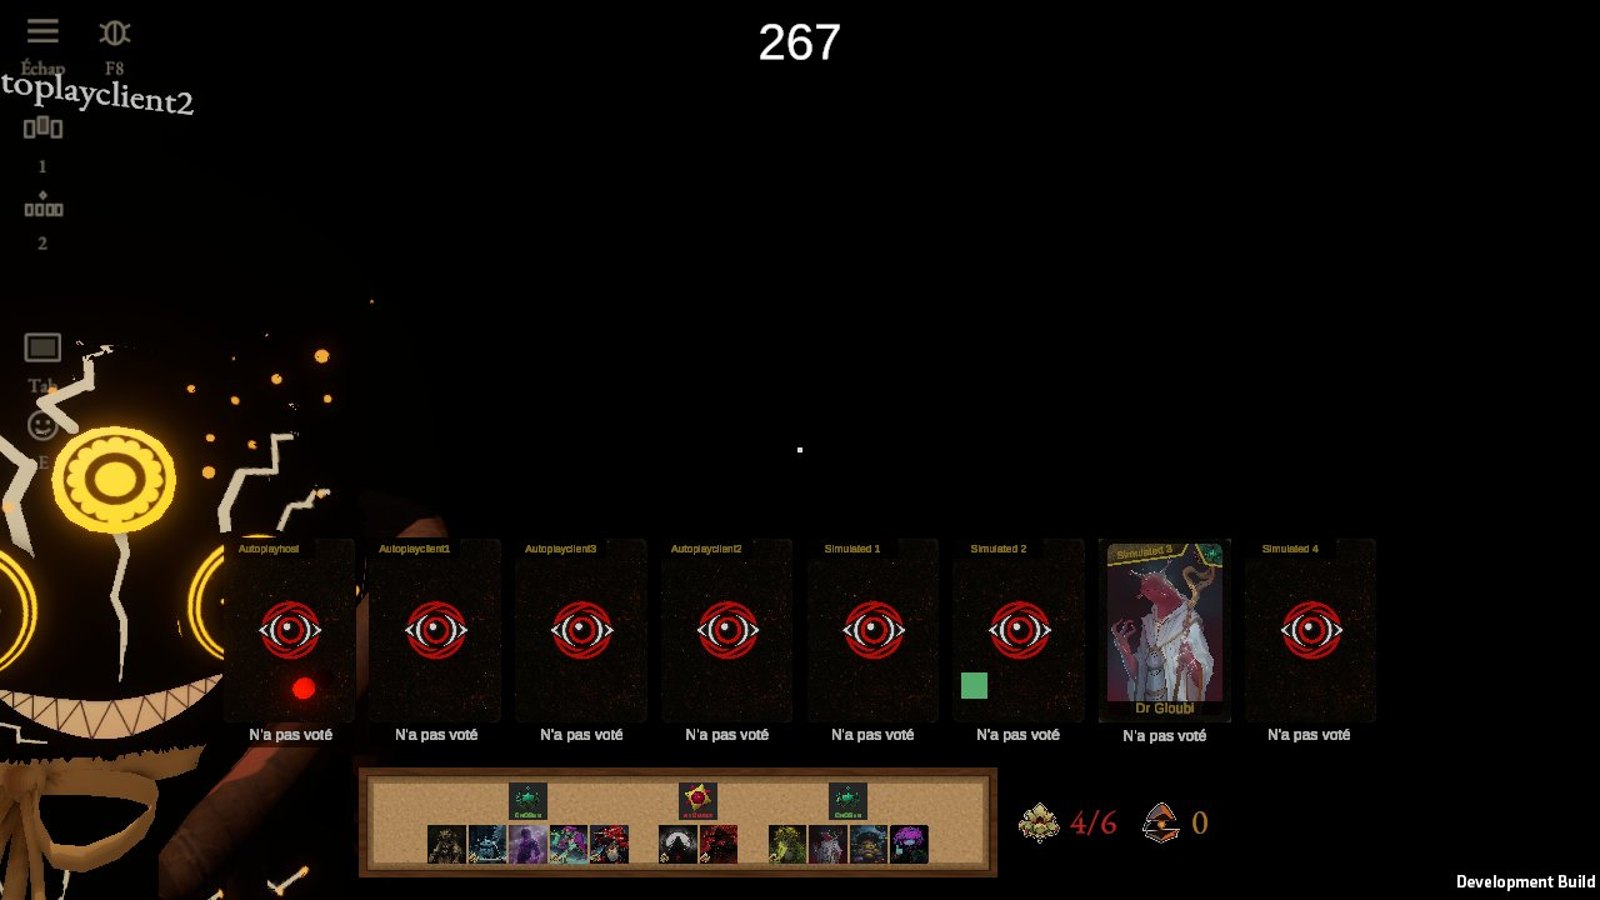 267
Échap
F8
toplayclient2
1
2
Tab
E
Autoplayhost
Autoplayclient1
Autoplayclient3
Autoplayclient2
Simulated 1
Simulated 2
Simulated 3
Simulated 4
Dr Gloubi
N'a pas voté
N'a pas voté
N'a pas voté
N'a pas voté
N'a pas voté
N'a pas voté
N'a pas voté
N'a pas voté
4/6
0
Development Build